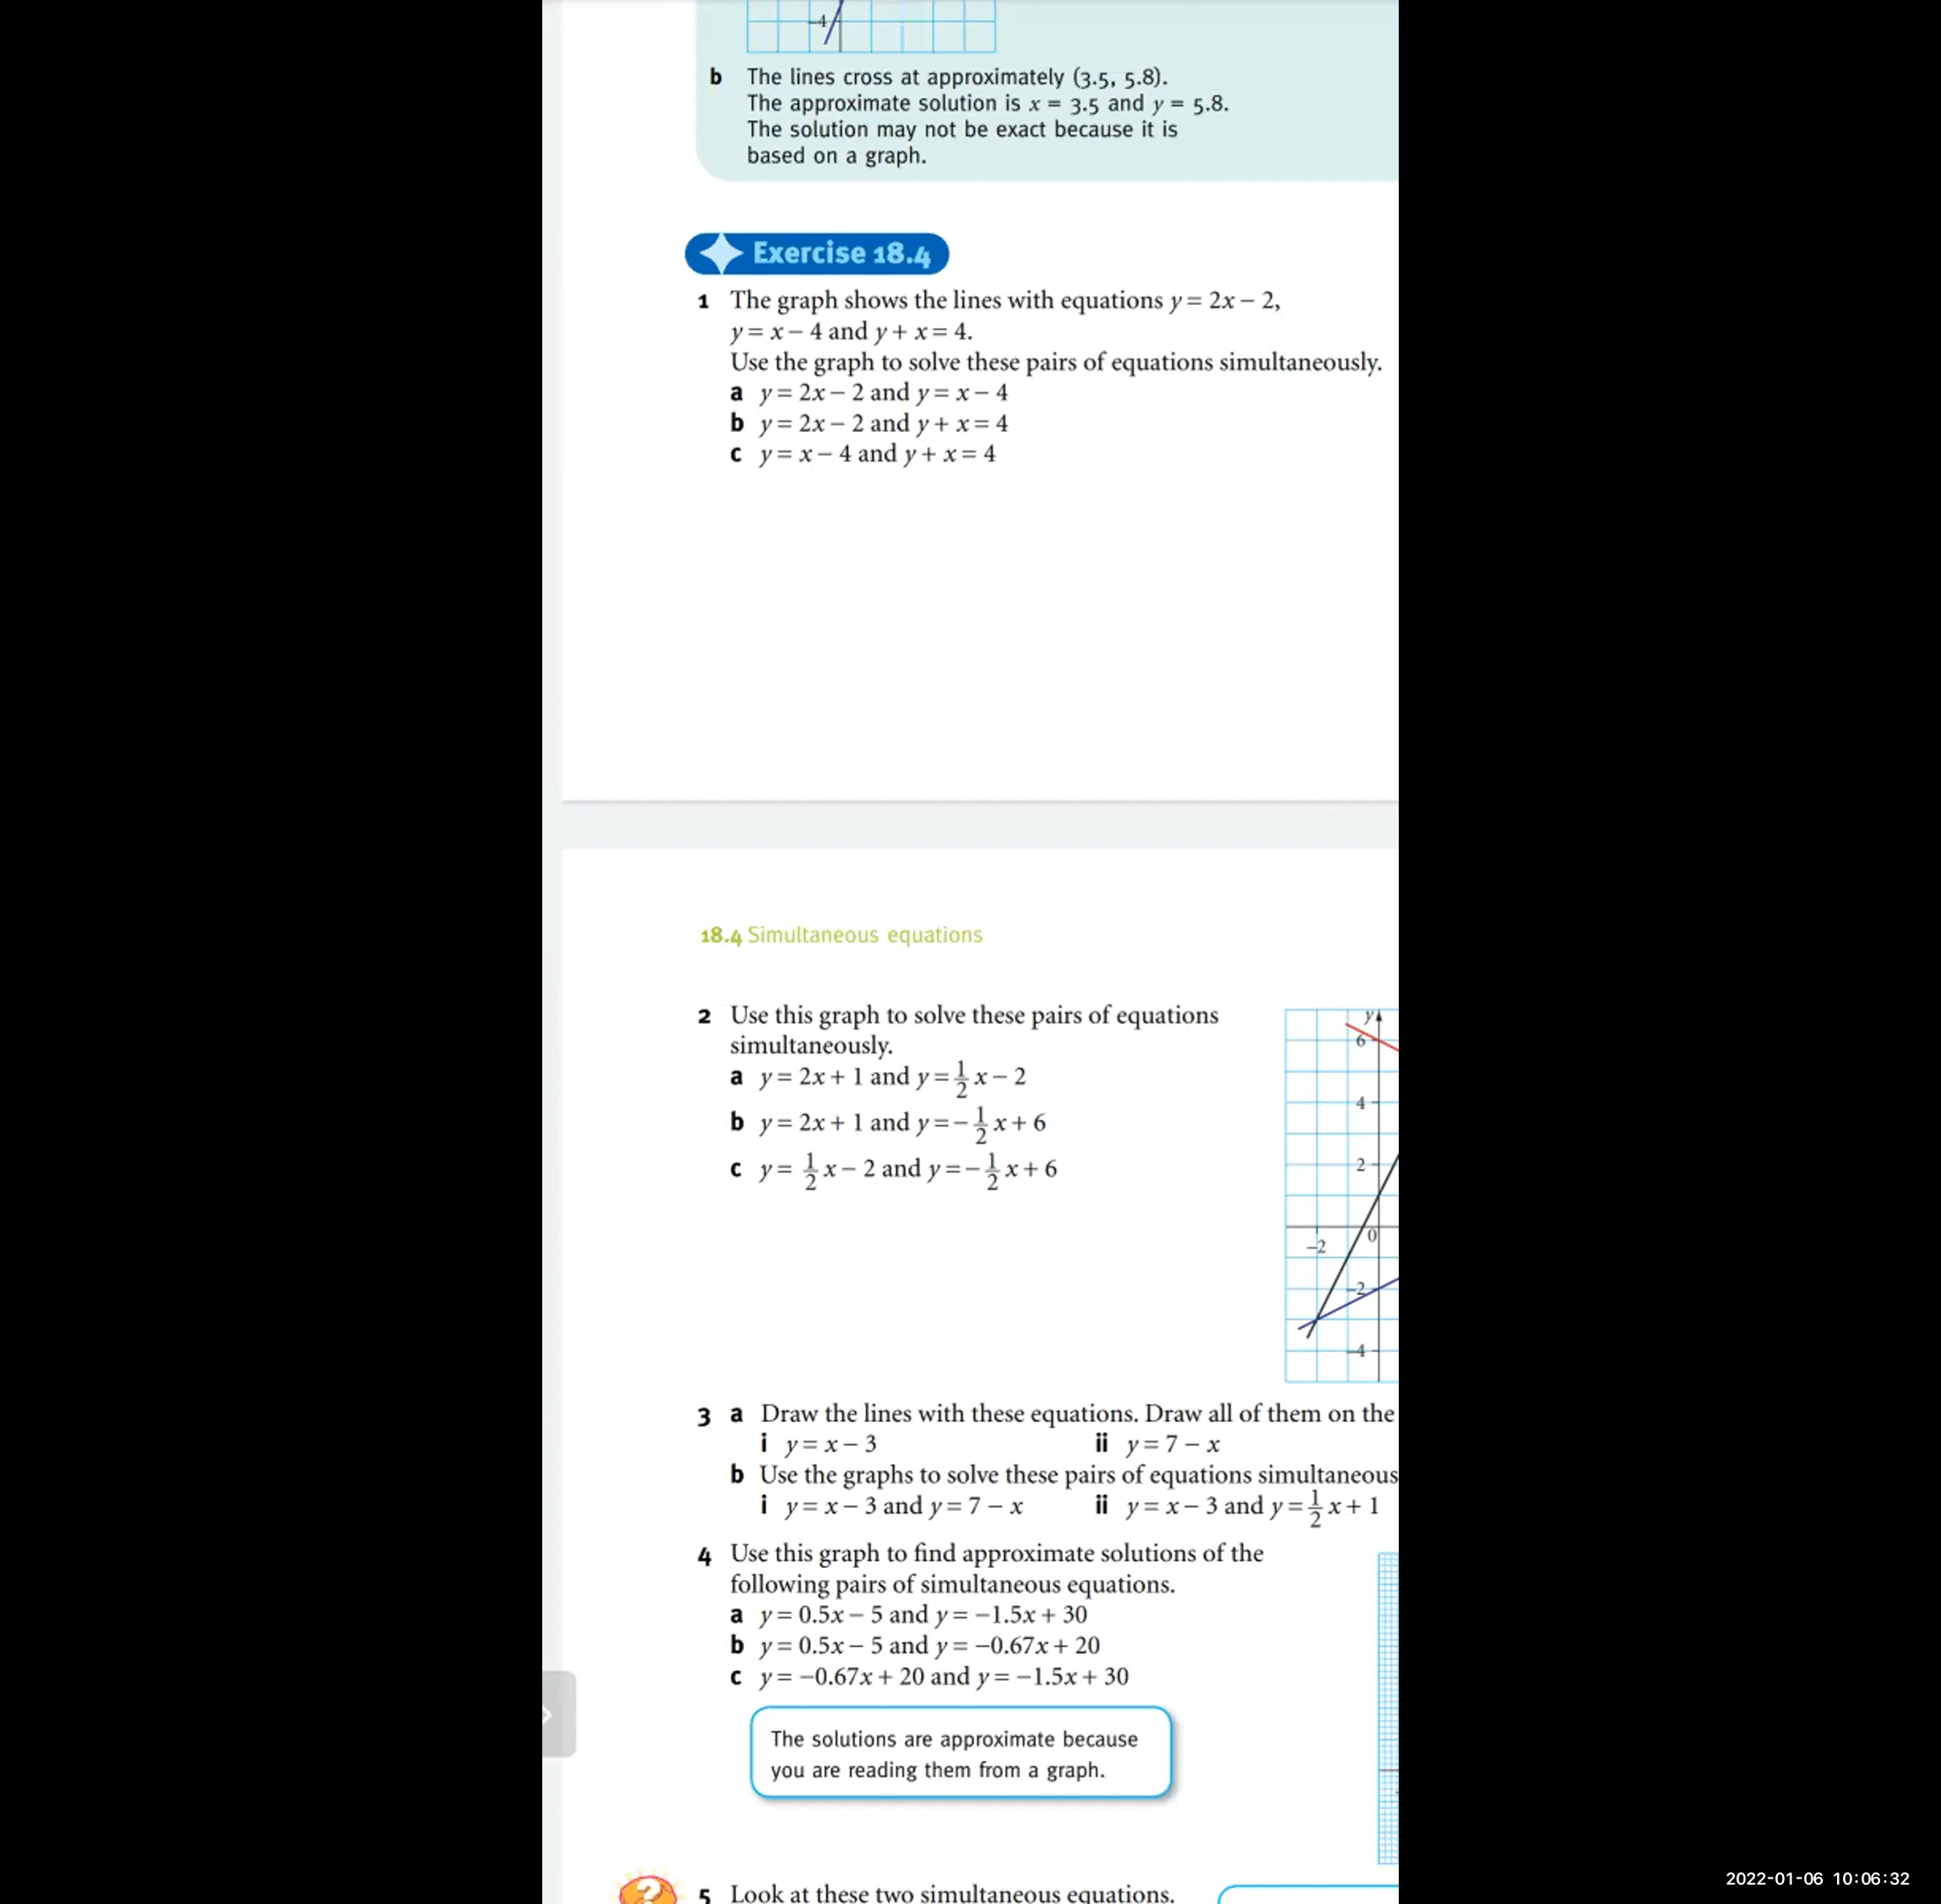 -4
b The lines cross at approximately (3.5, 5.8).
The approximate solution is x = 3.5 and y = 5.8.
The solution may not be exact because it is
based on a graph.
Exercise 18.4
1 The graph shows the lines with equations y = 2x – 2,
y = x – 4 and y + x = 4.
Use the graph to solve these pairs of equations simultaneously.
a y = 2x – 2 and y = x – 4
b y = 2x – 2 and y + x = 4
c y = x – 4 and y + x = 4
18.4 Simultaneous equations
2 Use this graph to solve these pairs of equations
simultaneously.
a y = 2x + 1 and y = 1/2 x – 2
b y = 2x + 1 and y = – 1/2 x + 6
c y = 1/2 x – 2 and y = – 1/2 x + 6
y
6
4
2
0
–2
–2
–4
3 a Draw the lines with these equations. Draw all of them on the
i y = x – 3 ii y = 7 – x
b Use the graphs to solve these pairs of equations simultaneous
i y = x – 3 and y = 7 – x ii y = x – 3 and y = 1/2 x + 1
4 Use this graph to find approximate solutions of the
following pairs of simultaneous equations.
a y = 0.5x – 5 and y = –1.5x + 30
b y = 0.5x – 5 and y = –0.67x + 20
c y = –0.67x + 20 and y = –1.5x + 30
The solutions are approximate because
you are reading them from a graph.
?
5 Look at these two simultaneous equations.
2022-01-06 10:06:32